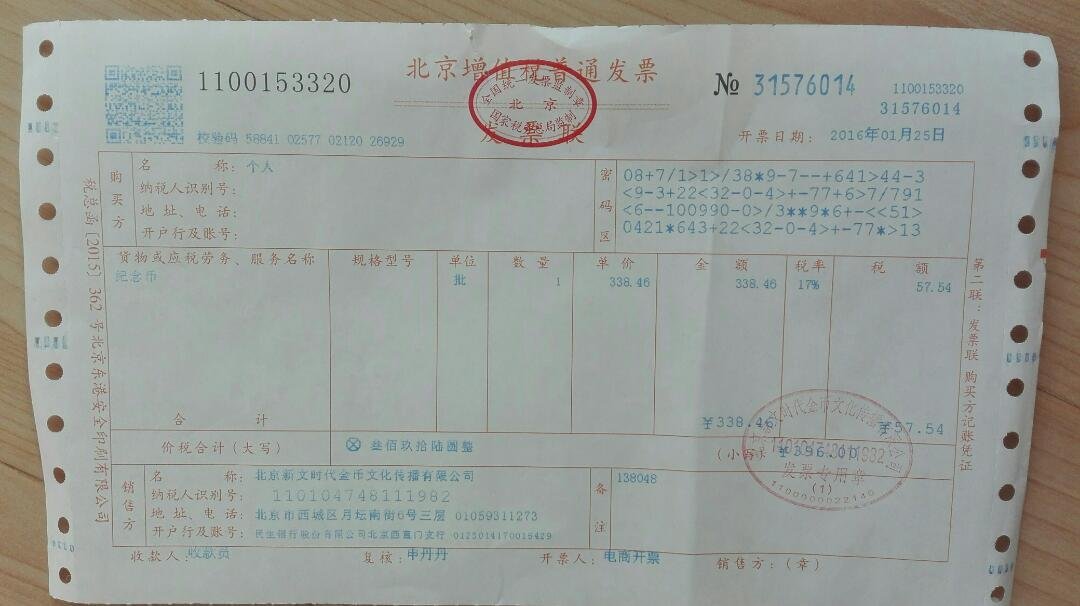 北京增值税普通发票
1100153320
№ 31576014
1100153320
31576014
全国统一发票监制章
北京
国家税务局监制
发票联
校验码 58841 02577 02120 26929
开票日期: 2016年01月25日
购买方
名 称: 个人
纳税人识别号:
地 址、电 话:
开户行及账号:
密码区
08+7/1>1>/38*9-7--+641>44-3
<9-3+22<32-0-4>+-77+6>7/791
<6--100990-0>/3**9*6+-<<51>
0421*643+22<32-0-4>+-77*>13
货物或应税劳务、服务名称 规格型号 单位 数 量 单 价 金 额 税率 税 额
纪念币 批 1 338.46 338.46 17% 57.54
合 计 ¥338.46 ¥57.54
价税合计(大写) ⊗ 叁佰玖拾陆圆整 (小写) ¥396.00
销售方
名 称: 北京新文时代金币文化传播有限公司
纳税人识别号: 110104748111982
地 址、电 话: 北京市西城区月坛南街6号三层 01059311273
开户行及账号: 民生银行股份有限公司北京西直门支行 0123014170015429
备注
138048
收款人: 收款员 复核: 申丹丹 开票人: 电商开票 销售方: (章)
发票专用章
(1)
1100000022140
税总函[2015]362号北京东港安全印刷有限公司
第二联: 发票联 购买方记账凭证